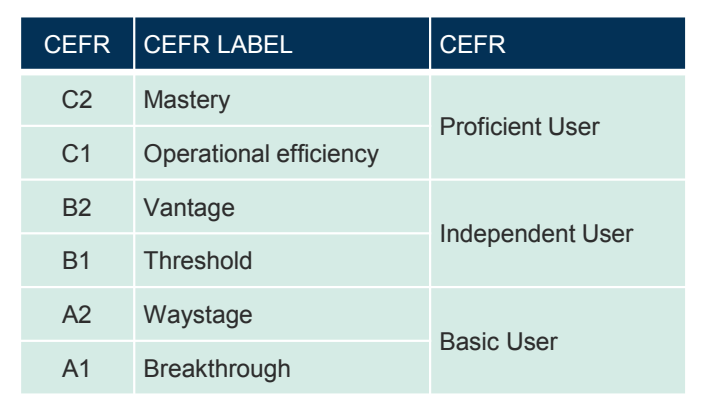 CEFR CEFR LABEL CEFR
C2 Mastery
Proficient User
C1 Operational efficiency
B2 Vantage
Independent User
B1 Threshold
A2 Waystage
Basic User
A1 Breakthrough